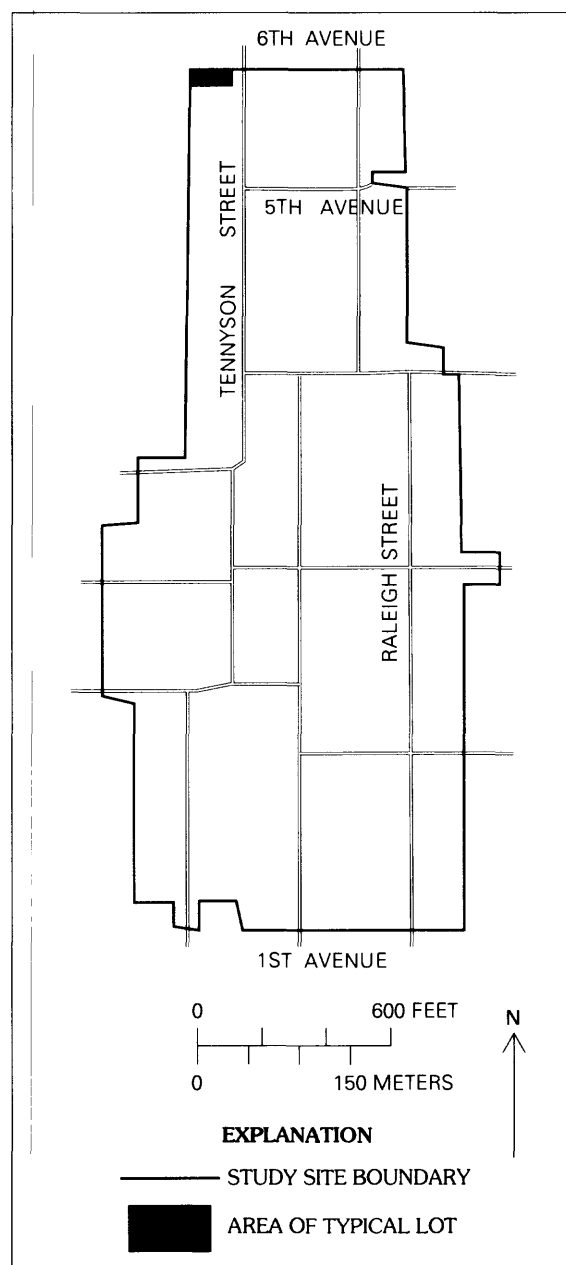 6TH AVENUE
TENNYSON STREET
5TH AVENUE
RALEIGH STREET
1ST AVENUE
0 600 FEET
N
0 150 METERS
EXPLANATION
STUDY SITE BOUNDARY
AREA OF TYPICAL LOT